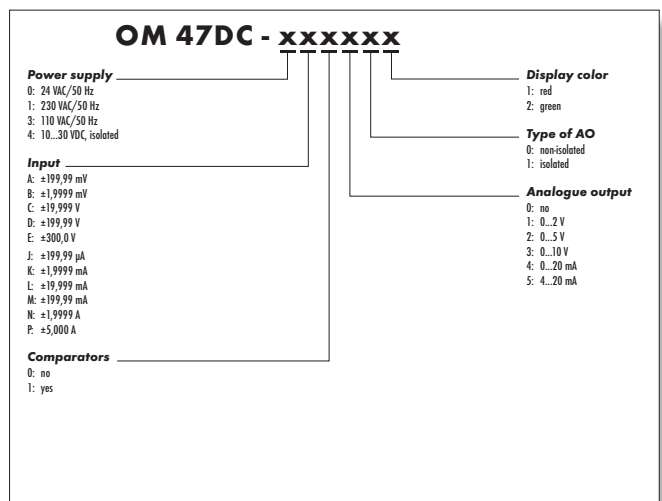 OM 47DC - xxxxxx
Power supply
0: 24 VAC/50 Hz
1: 230 VAC/50 Hz
3: 110 VAC/50 Hz
4: 10...30 VDC, isolated
Input
A: ±199,99 mV
B: ±1,9999 mV
C: ±19,999 V
D: ±199,99 V
E: ±300,0 V
J: ±199,99 µA
K: ±1,9999 mA
L: ±19,999 mA
M: ±199,99 mA
N: ±1,9999 A
P: ±5,000 A
Comparators
0: no
1: yes
Display color
1: red
2: green
Type of AO
0: non-isolated
1: isolated
Analogue output
0: no
1: 0...2 V
2: 0...5 V
3: 0...10 V
4: 0...20 mA
5: 4...20 mA